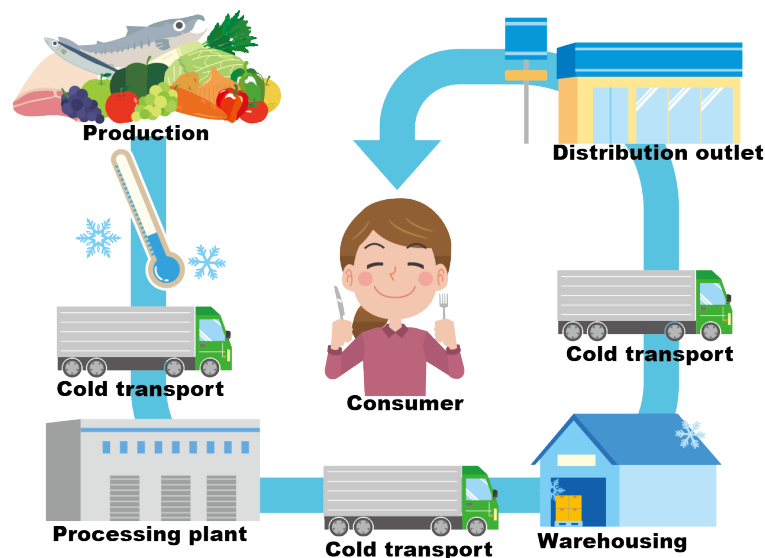 Production
Cold transport
Processing plant
Cold transport
Warehousing
Cold transport
Distribution outlet
Consumer